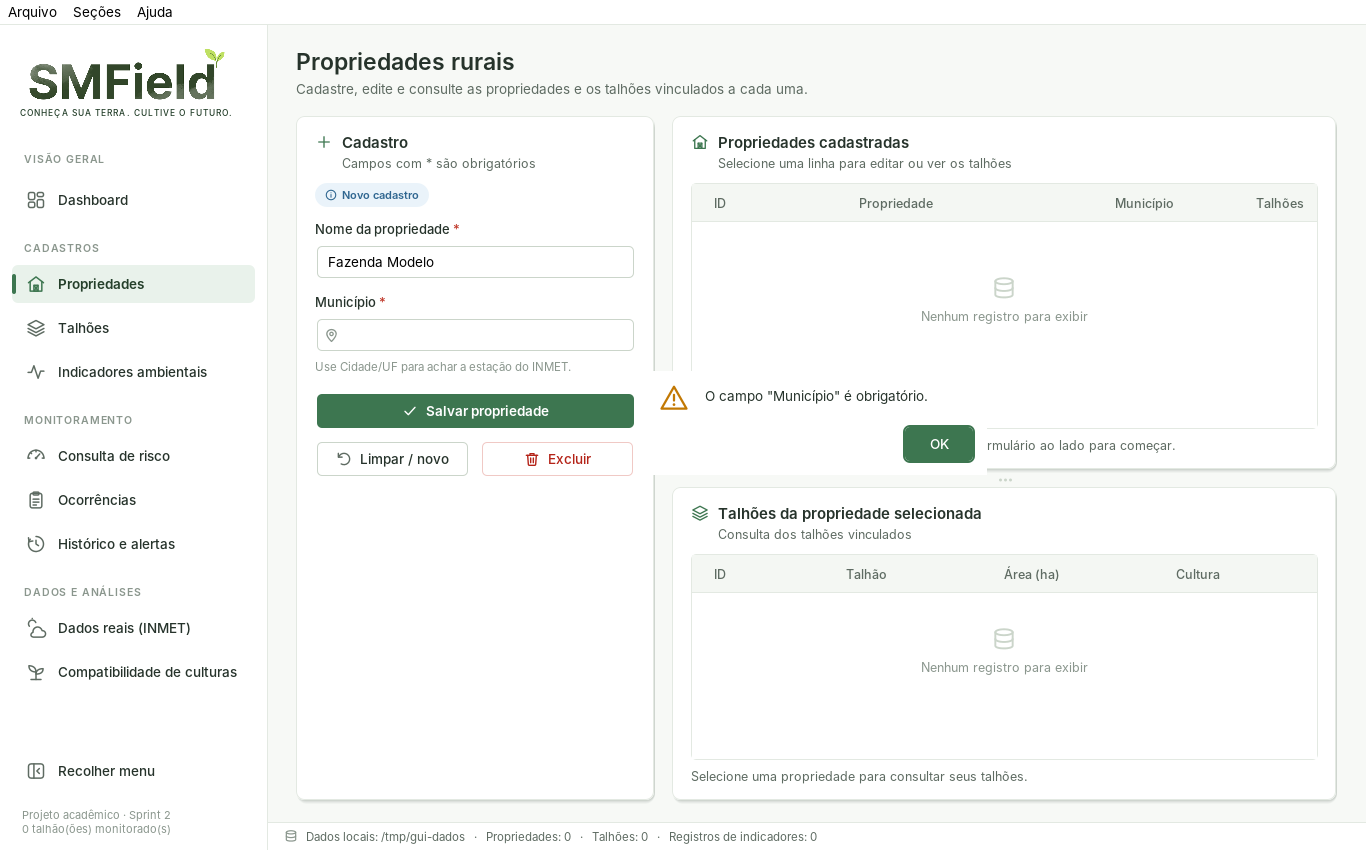 Arquivo Seções Ajuda
SMField
CONHEÇA SUA TERRA. CULTIVE O FUTURO.
VISÃO GERAL
Dashboard
CADASTROS
Propriedades
Talhões
Indicadores ambientais
MONITORAMENTO
Consulta de risco
Ocorrências
Histórico e alertas
DADOS E ANÁLISES
Dados reais (INMET)
Compatibilidade de culturas
Recolher menu
Projeto acadêmico · Sprint 2
0 talhão(ões) monitorado(s)
Propriedades rurais
Cadastre, edite e consulte as propriedades e os talhões vinculados a cada uma.
Cadastro
Campos com * são obrigatórios
Novo cadastro
Nome da propriedade *
Fazenda Modelo
Município *
Use Cidade/UF para achar a estação do INMET.
Salvar propriedade
Limpar / novo Excluir
Propriedades cadastradas
Selecione uma linha para editar ou ver os talhões
ID Propriedade Município Talhões
Nenhum registro para exibir
O campo "Município" é obrigatório.
OK
rmulário ao lado para começar.
Talhões da propriedade selecionada
Consulta dos talhões vinculados
ID Talhão Área (ha) Cultura
Nenhum registro para exibir
Selecione uma propriedade para consultar seus talhões.
Dados locais: /tmp/gui-dados · Propriedades: 0 · Talhões: 0 · Registros de indicadores: 0